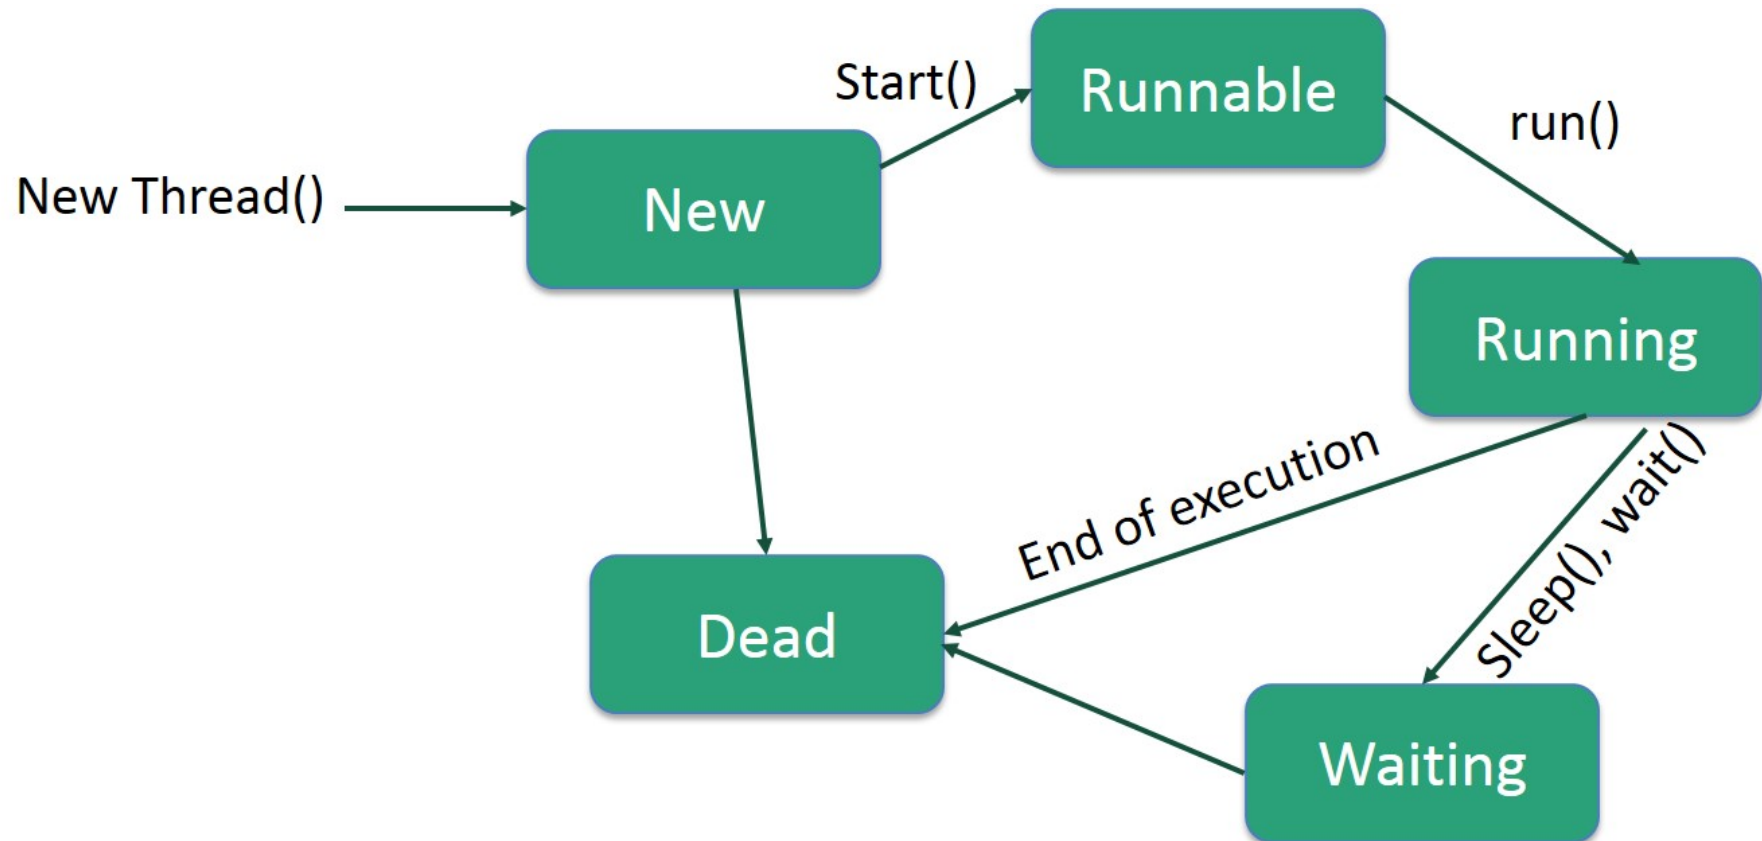 Start()
Runnable
run()
New Thread()
New
Running
End of execution
Sleep(), wait()
Dead
Waiting